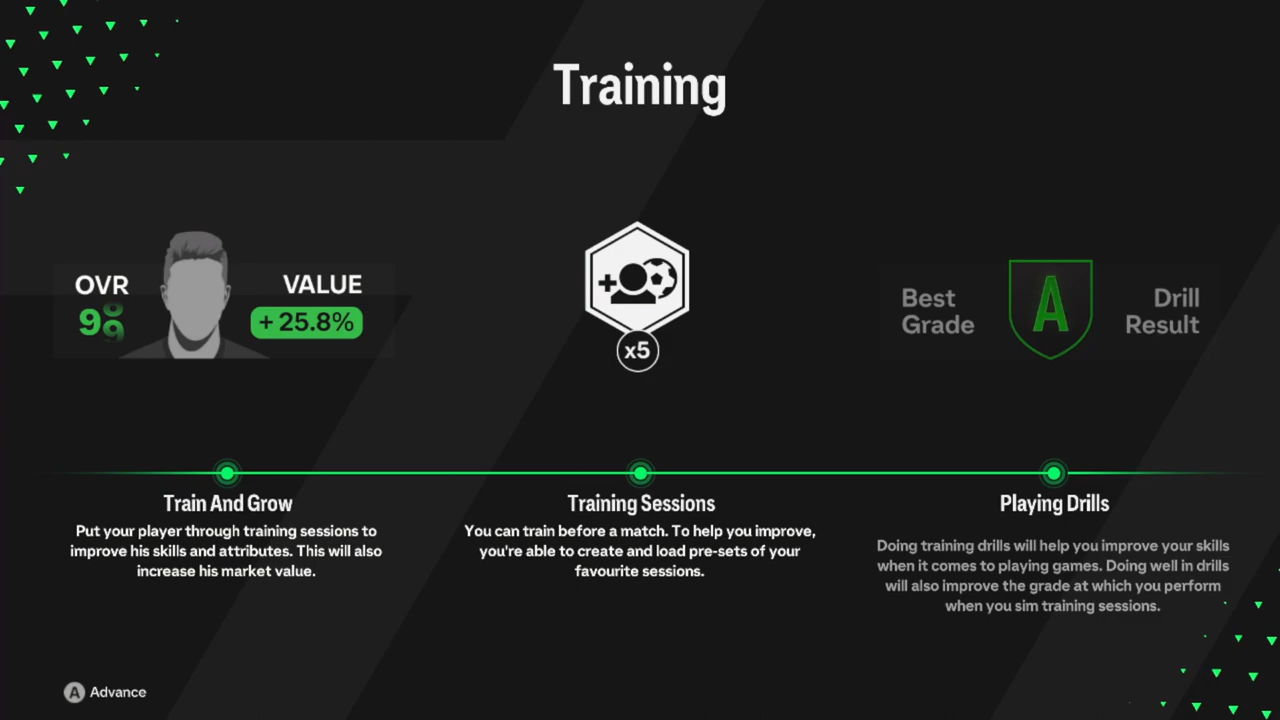 Training
OVR
VALUE
+ 25.8%
x5
Best
Grade
A
Drill
Result
Train And Grow
Put your player through training sessions to
improve his skills and attributes. This will also
increase his market value.
Training Sessions
You can train before a match. To help you improve,
you're able to create and load pre-sets of your
favourite sessions.
Playing Drills
Doing training drills will help you improve your skills
when it comes to playing games. Doing well in drills
will also improve the grade at which you perform
when you sim training sessions.
A Advance